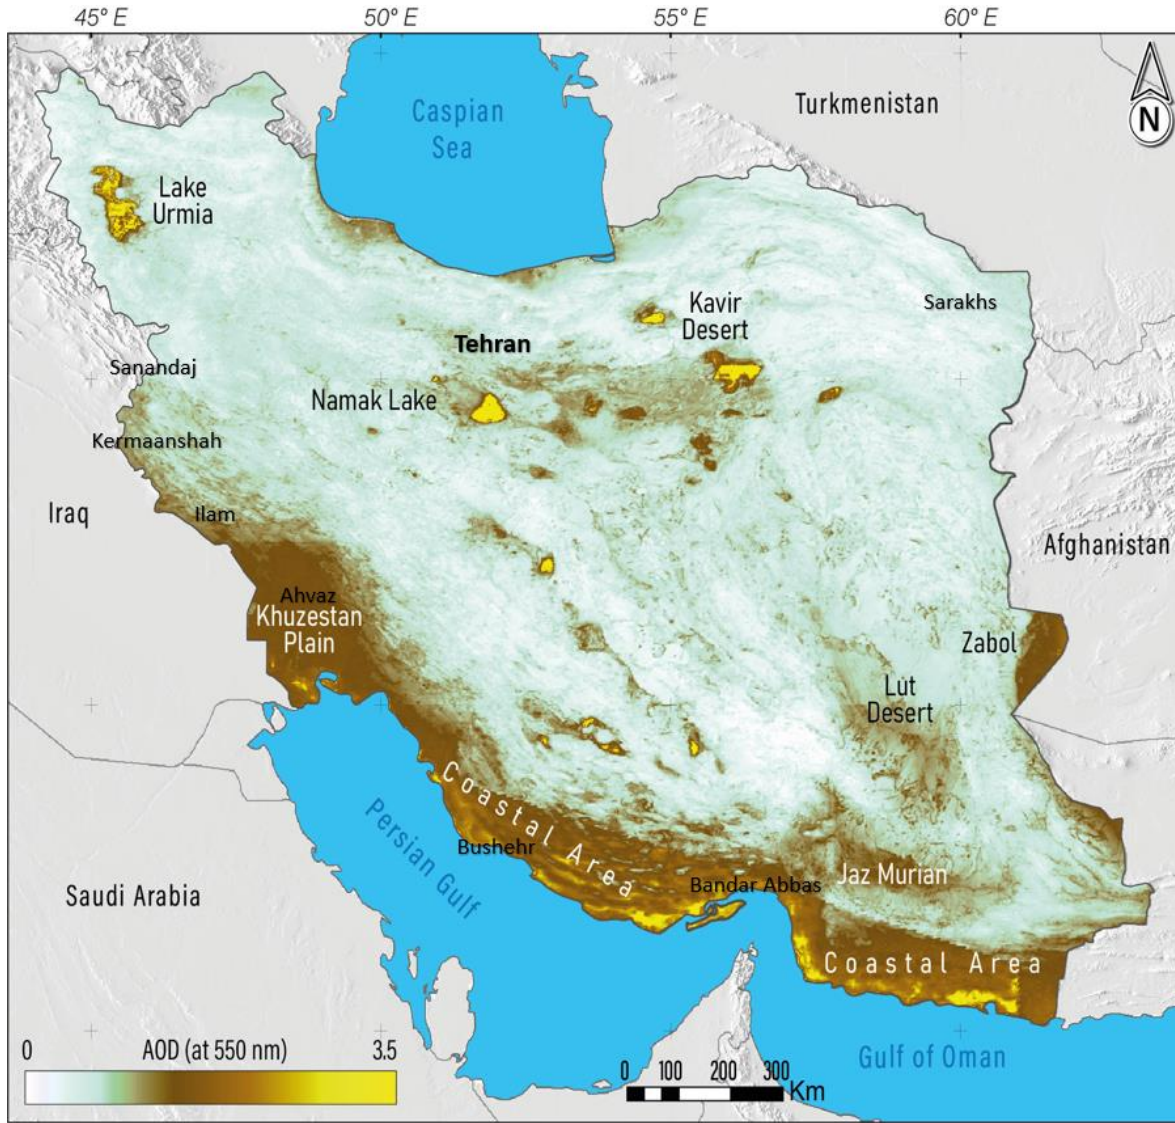 45° E 50° E 55° E 60° E
Caspian
Sea
Turkmenistan
N
Lake
Urmia
Kavir
Desert
Sarakhs
Tehran
Sanandaj
Namak Lake
Kermaanshah
Iraq
Ilam
Afghanistan
Ahvaz
Khuzestan
Plain
Zabol
Lut
Desert
Coastal Area
Persian Gulf
Bushehr
Bandar Abbas
Jaz Murian
Saudi Arabia
Coastal Area
0 AOD (at 550 nm) 3.5
Gulf of Oman
0 100 200 300
Km